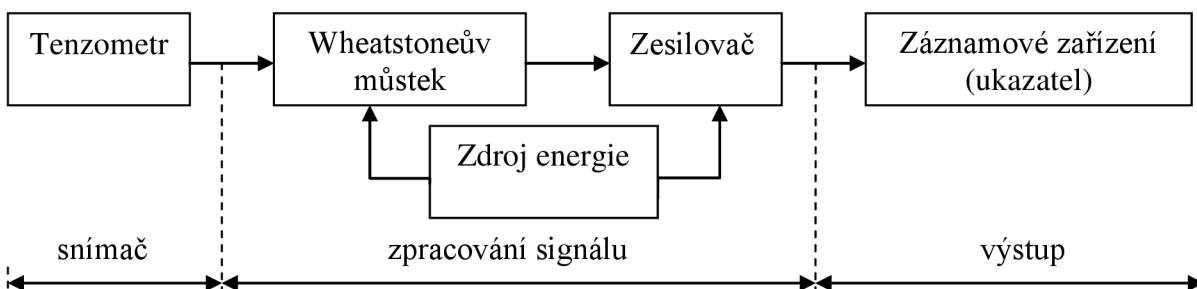 Tenzometr
Wheatstoneův
můstek
Zesilovač
Záznamové zařízení
(ukazatel)
Zdroj energie
snímač
zpracování signálu
výstup